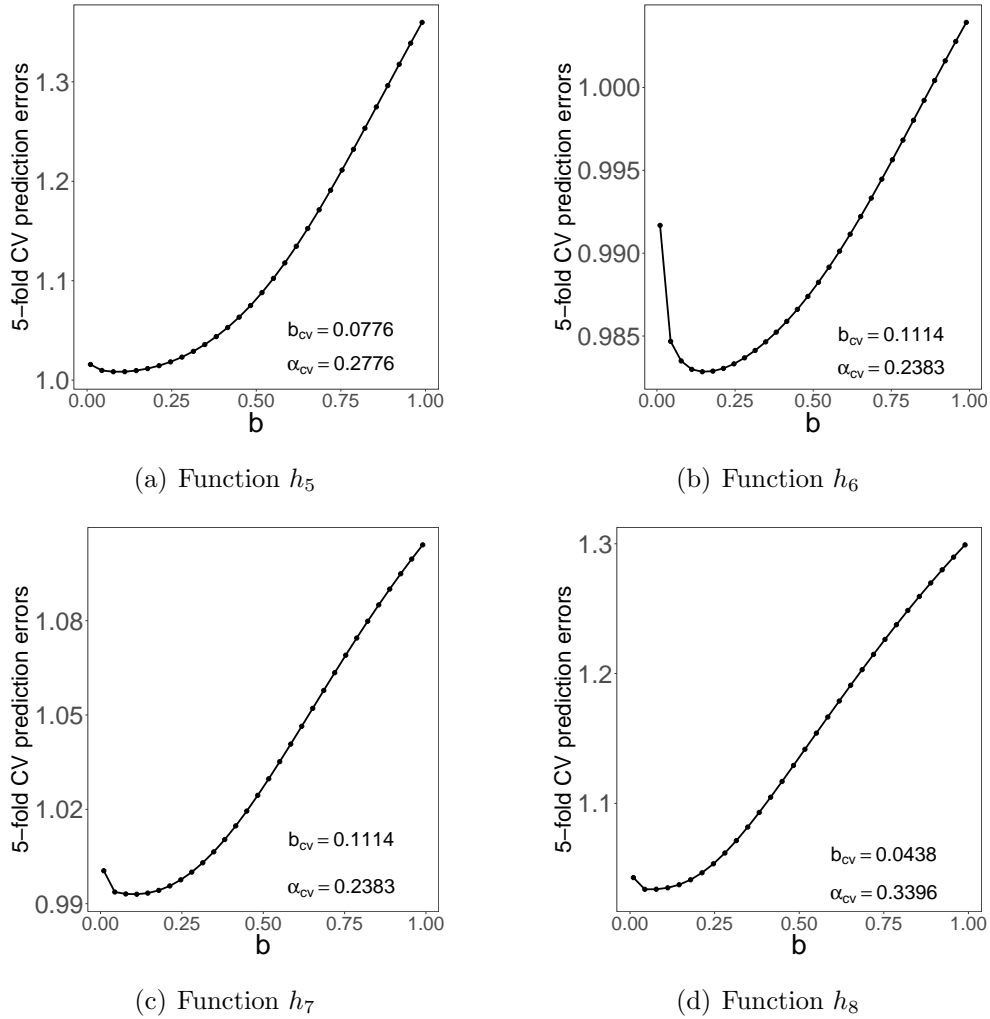 5−fold CV prediction errors
1.3
1.2
1.1
1.0
b_cv = 0.0776
α_cv = 0.2776
0.00 0.25 0.50 0.75 1.00
b
(a) Function h₅
5−fold CV prediction errors
1.000
0.995
0.990
0.985
b_cv = 0.1114
α_cv = 0.2383
0.00 0.25 0.50 0.75 1.00
b
(b) Function h₆
5−fold CV prediction errors
1.08
1.05
1.02
0.99
b_cv = 0.1114
α_cv = 0.2383
0.00 0.25 0.50 0.75 1.00
b
(c) Function h₇
5−fold CV prediction errors
1.3
1.2
1.1
b_cv = 0.0438
α_cv = 0.3396
0.00 0.25 0.50 0.75 1.00
b
(d) Function h₈